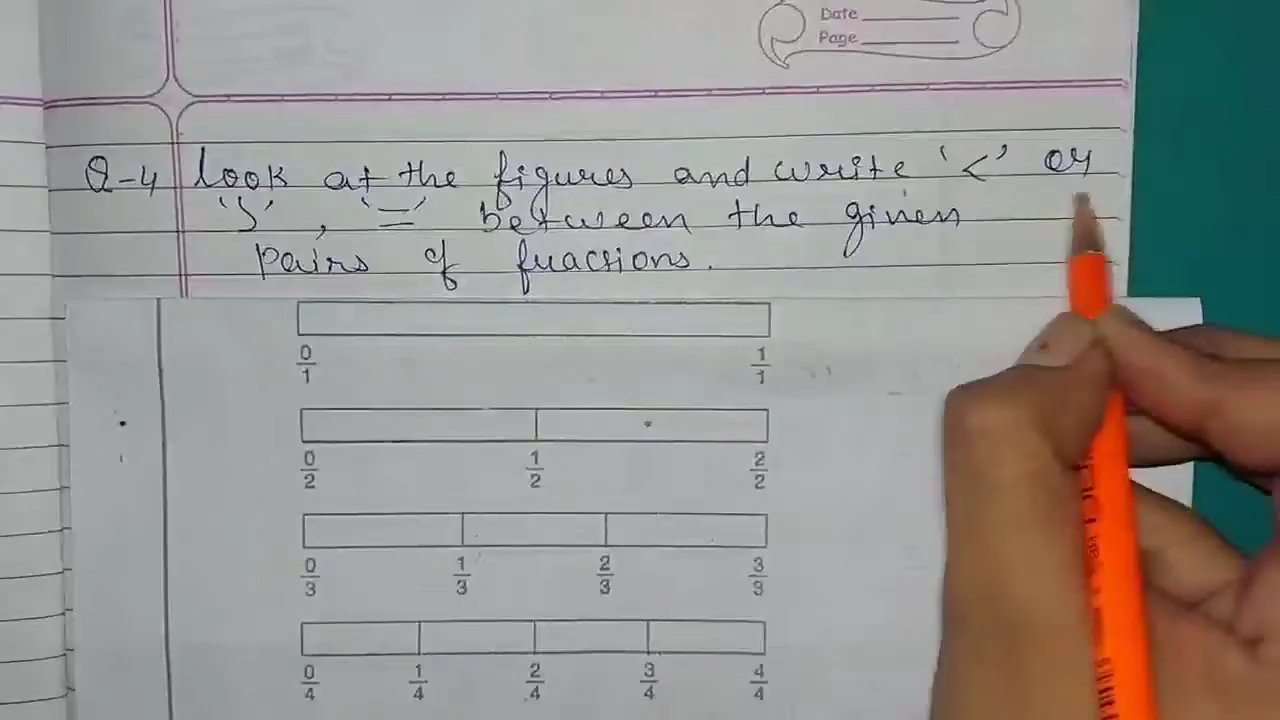 Date
Page
Q-4 look at the figures and write '<' or
'>', '=' between the given
pairs of fractions.
0/1 1/1
0/2 1/2 2/2
0/3 1/3 2/3 3/3
0/4 1/4 2/4 3/4 4/4